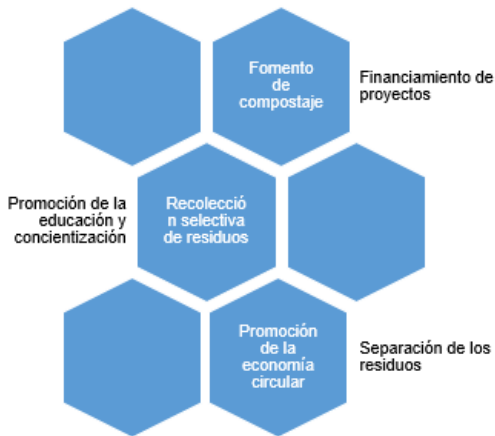 Fomento
de
compostaje
Financiamiento de
proyectos
Promoción de la
educación y
concientización
Recolecció
n selectiva
de residuos
Promoción
de la
economía
circular
Separación de los
residuos